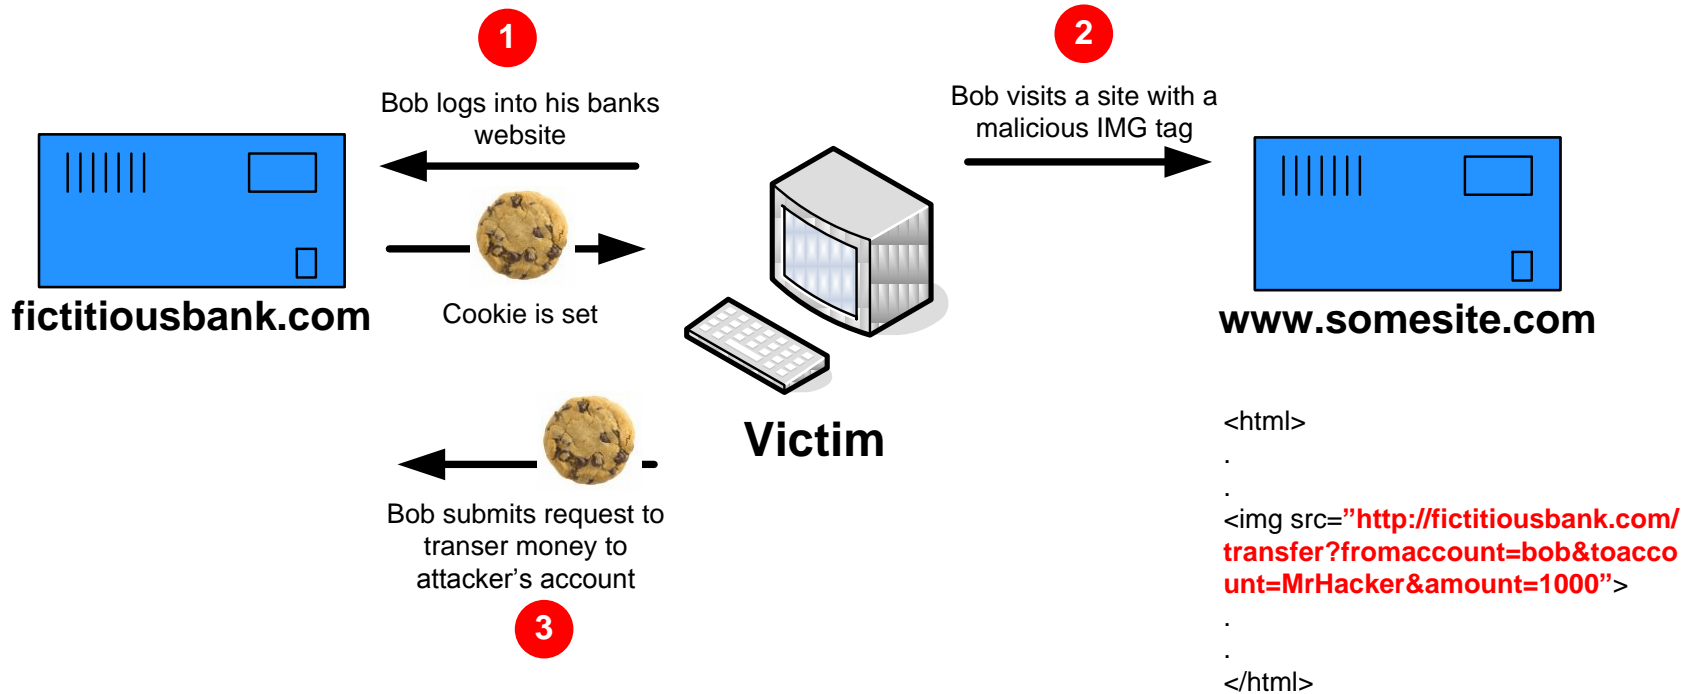 1
Bob logs into his banks
website
fictitiousbank.com
Cookie is set
2
Bob visits a site with a
malicious IMG tag
www.somesite.com
Victim
Bob submits request to
transer money to
attacker's account
3
<html>
.
.
<img src=”http://fictitiousbank.com/
transfer?fromaccount=bob&toacco
unt=MrHacker&amount=1000”>
.
.
</html>